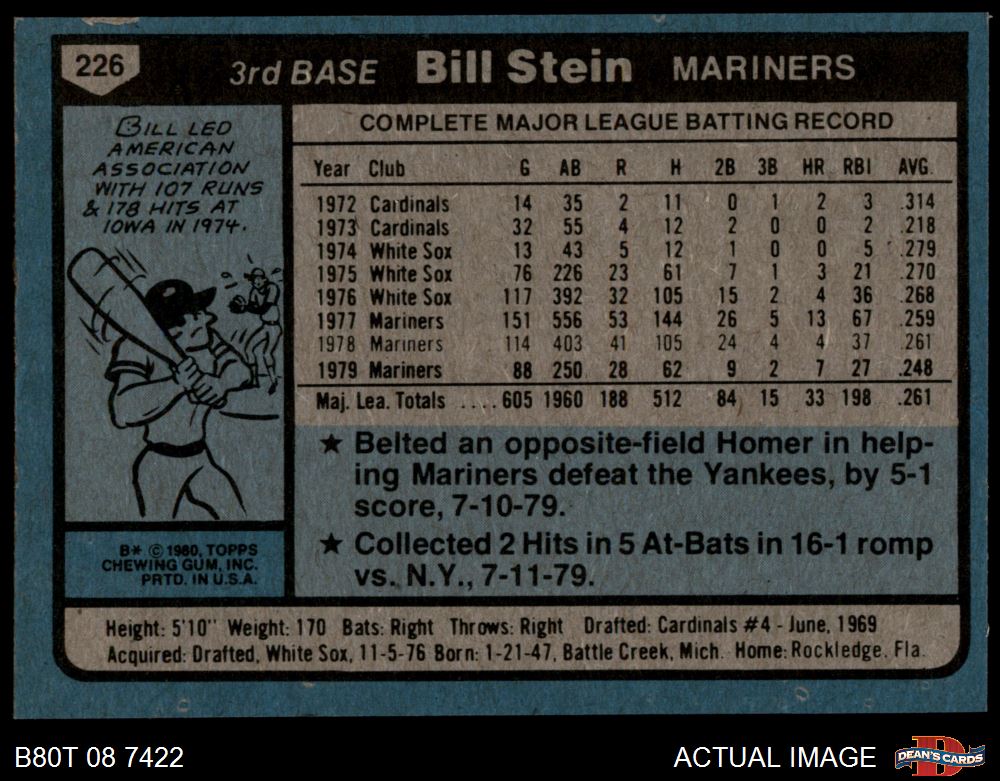 226
3rd BASE Bill Stein MARINERS
BILL LED
AMERICAN
ASSOCIATION
WITH 107 RUNS
& 178 HITS AT
IOWA IN 1974.
COMPLETE MAJOR LEAGUE BATTING RECORD
Year Club G AB R H 2B 3B HR RBI AVG.
1972 Cardinals 14 35 2 11 0 1 2 3 .314
1973 Cardinals 32 55 4 12 2 0 0 2 .218
1974 White Sox 13 43 5 12 1 0 0 5 .279
1975 White Sox 76 226 23 61 7 1 3 21 .270
1976 White Sox 117 392 32 105 15 2 4 36 .268
1977 Mariners 151 556 53 144 26 5 13 67 .259
1978 Mariners 114 403 41 105 24 4 4 37 .261
1979 Mariners 88 250 28 62 9 2 7 27 .248
Maj. Lea. Totals .... 605 1960 188 512 84 15 33 198 .261
★ Belted an opposite-field Homer in help-
ing Mariners defeat the Yankees, by 5-1
score, 7-10-79.
★ Collected 2 Hits in 5 At-Bats in 16-1 romp
vs. N.Y., 7-11-79.
B* © 1980, TOPPS
CHEWING GUM, INC.
PRTD. IN U.S.A.
Height: 5'10" Weight: 170 Bats: Right Throws: Right Drafted: Cardinals #4 - June, 1969
Acquired: Drafted, White Sox, 11-5-76 Born: 1-21-47, Battle Creek, Mich. Home: Rockledge, Fla.
B80T 08 7422
ACTUAL IMAGE
D
DEAN'S CARDS